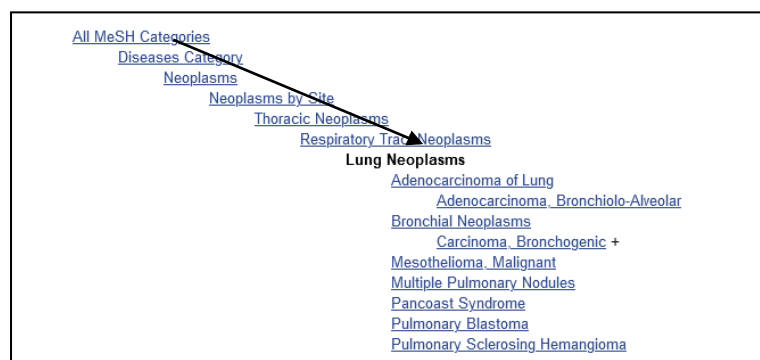 All MeSH Categories
Diseases Category
Neoplasms
Neoplasms by Site
Thoracic Neoplasms
Respiratory Tract Neoplasms
Lung Neoplasms
Adenocarcinoma of Lung
Adenocarcinoma, Bronchiolo-Alveolar
Bronchial Neoplasms
Carcinoma, Bronchogenic +
Mesothelioma, Malignant
Multiple Pulmonary Nodules
Pancoast Syndrome
Pulmonary Blastoma
Pulmonary Sclerosing Hemangioma